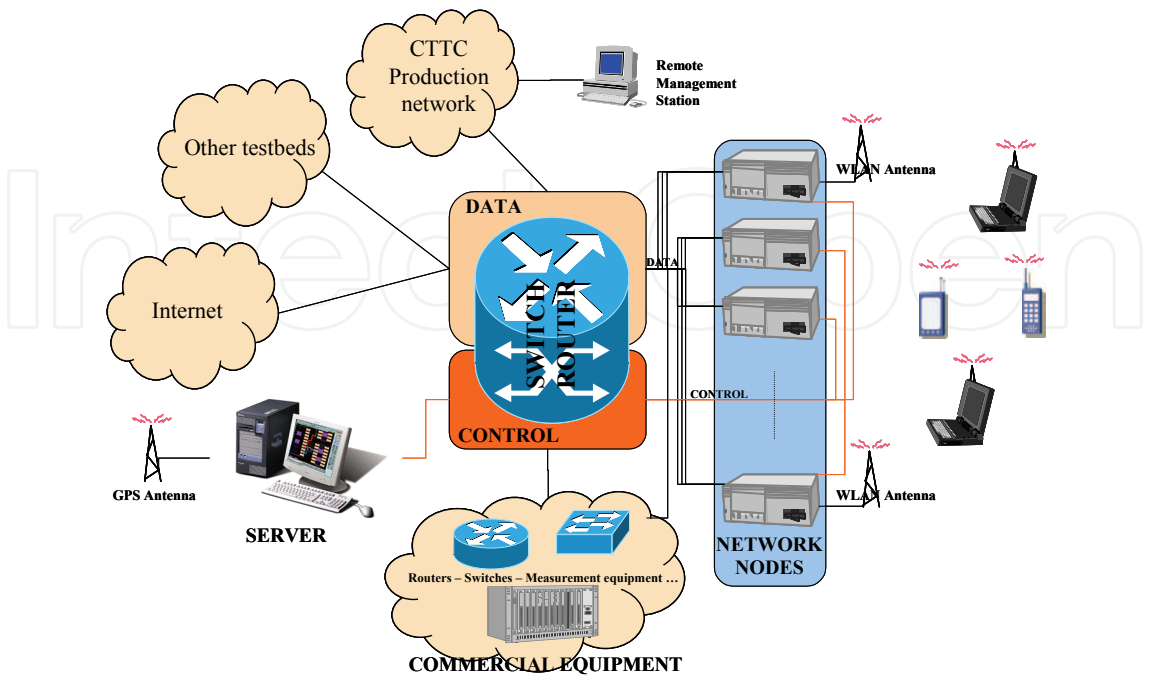 CTTC
Production
network
Remote
Management
Station
Other testbeds
WLAN Antenna
DATA
DATA
Internet
SWITCH
ROUTER
CONTROL
CONTROL
GPS Antenna
SERVER
WLAN Antenna
NETWORK
NODES
Routers – Switches – Measurement equipment …
COMMERCIAL EQUIPMENT